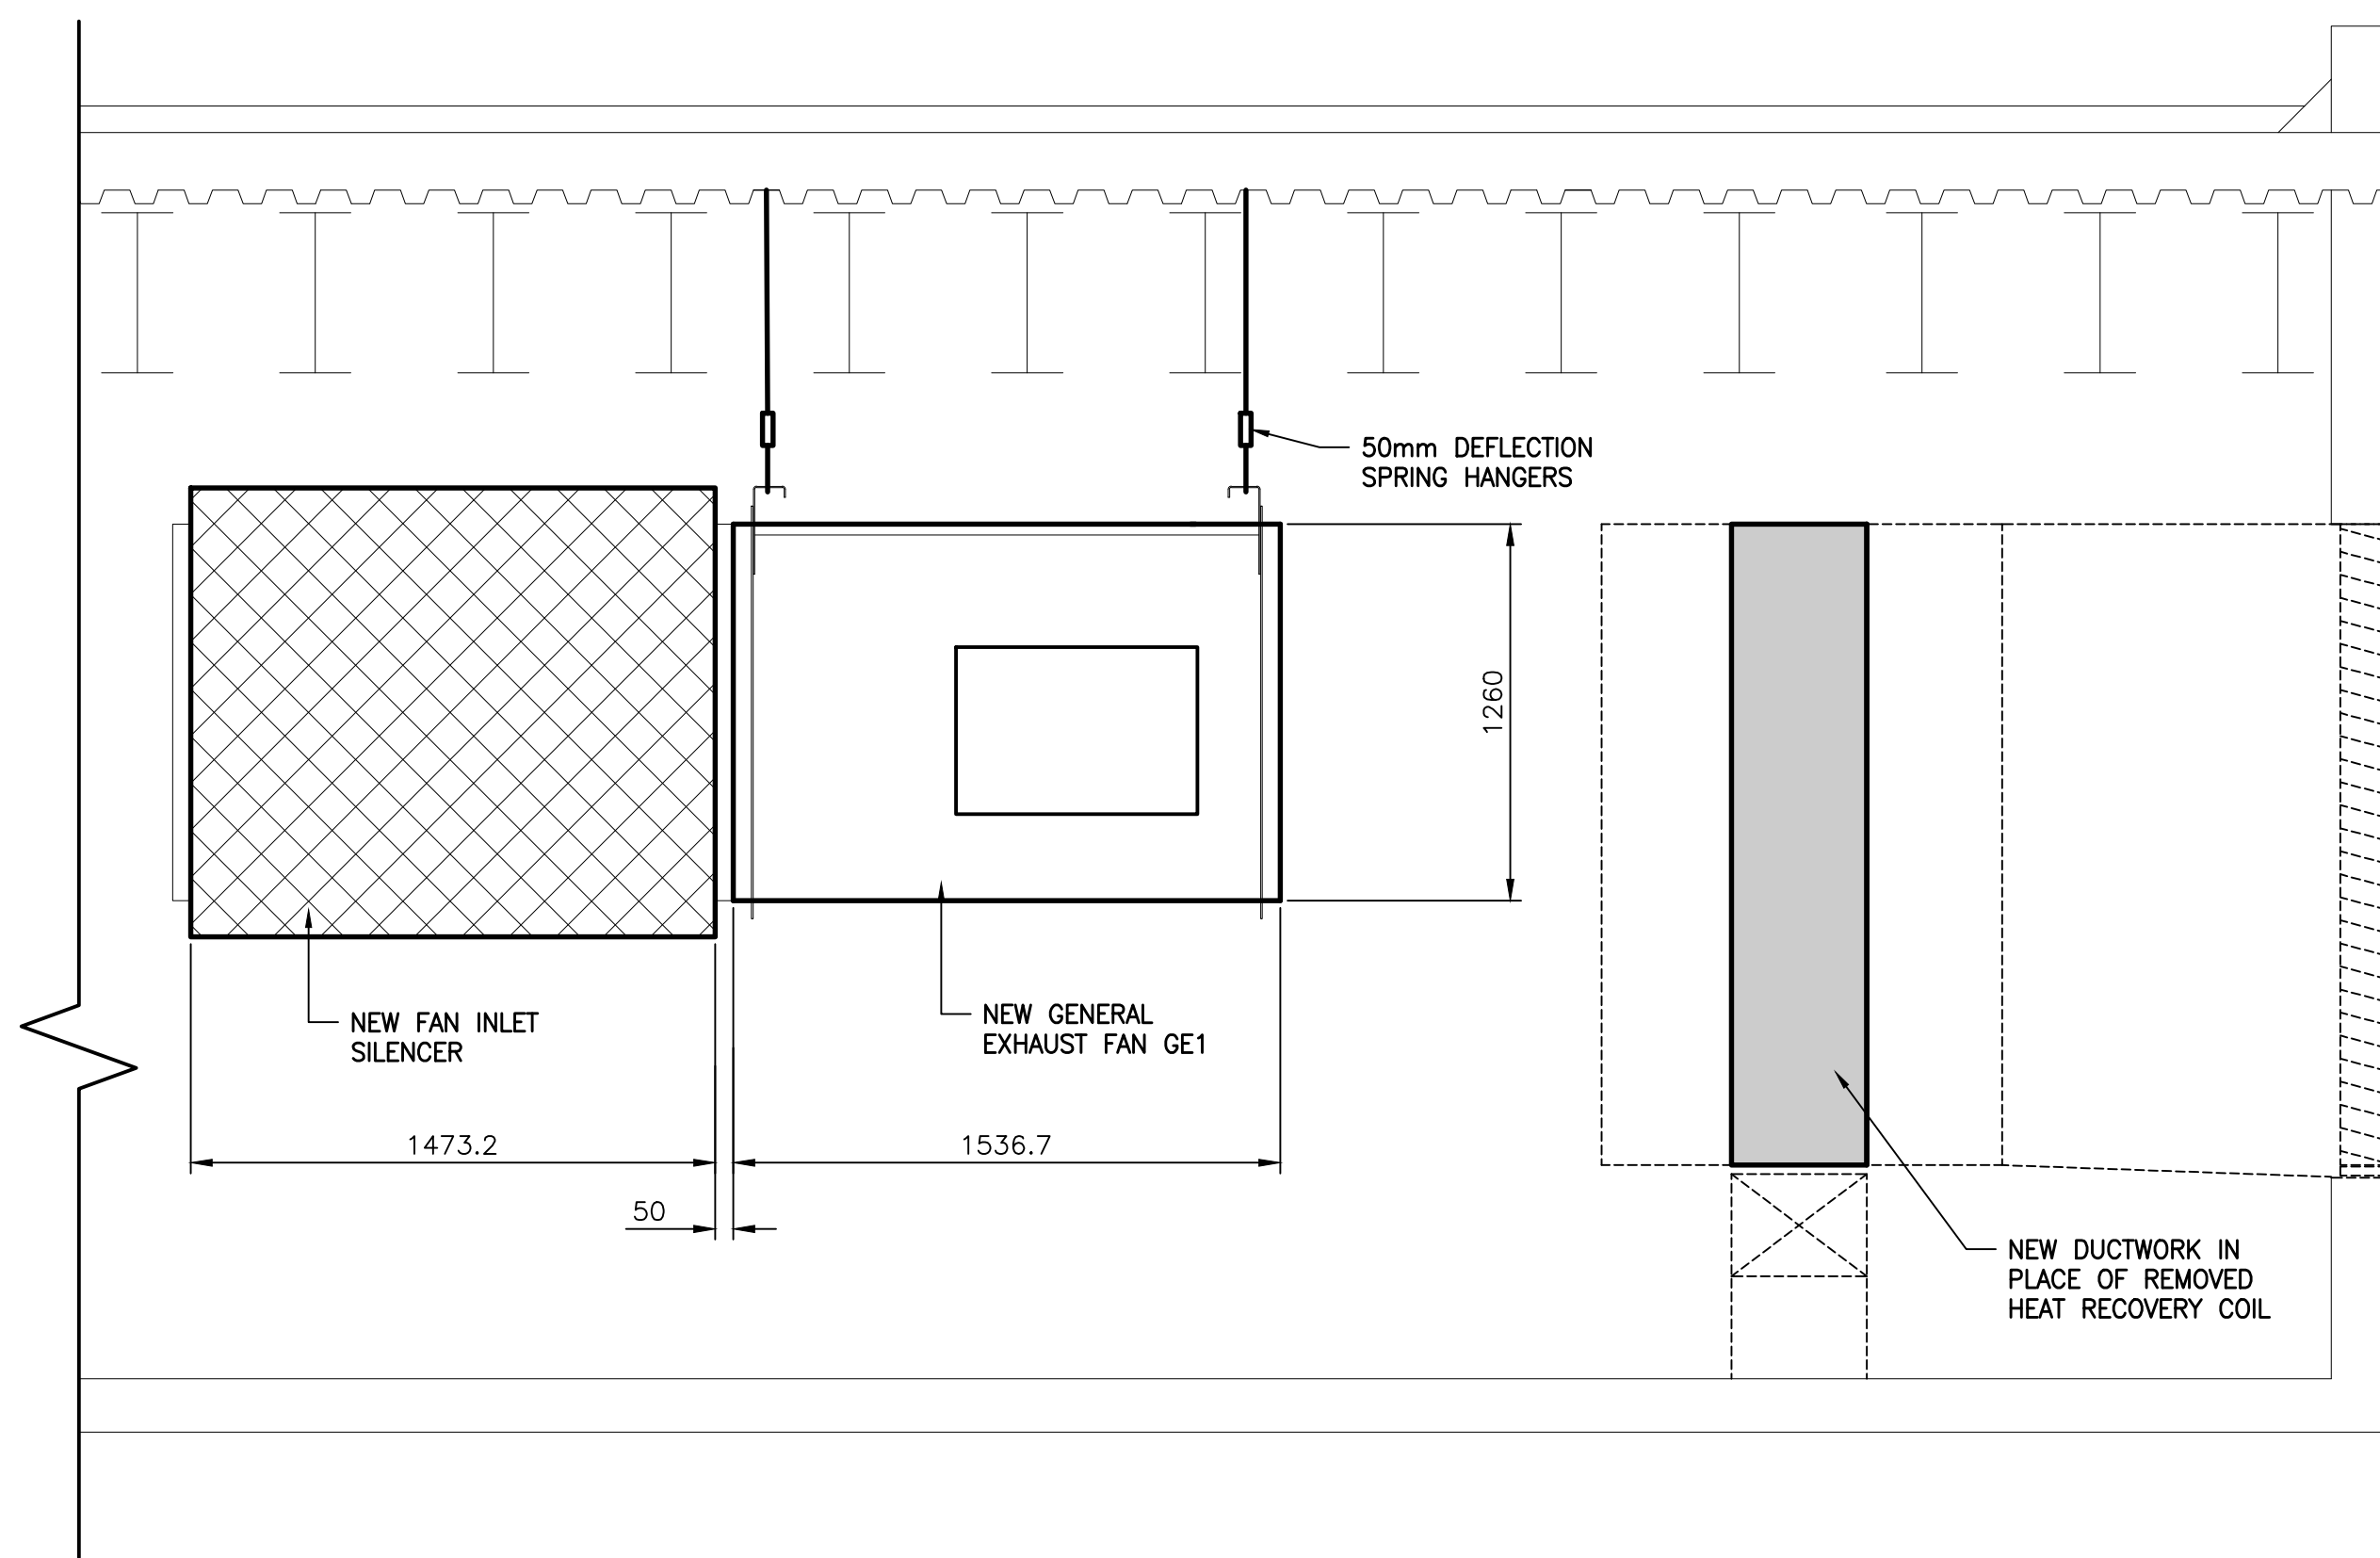 50mm DEFLECTION
SPRING HANGERS
1260
NEW FAN INLET
SILENCER
NEW GENERAL
EXHAUST FAN GE1
1473.2
1536.7
50
NEW DUCTWORK IN
PLACE OF REMOVED
HEAT RECOVERY COIL